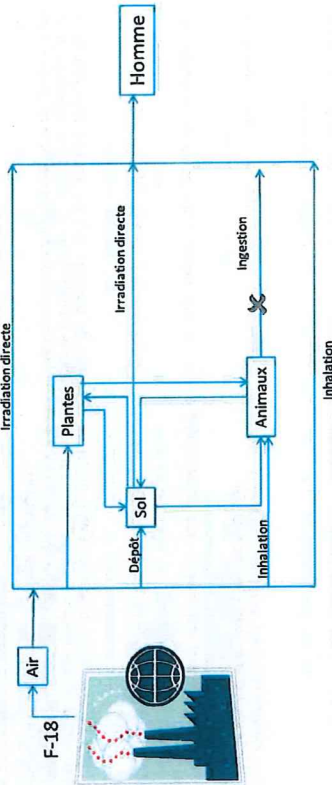 F-18
Air
Irradiation directe
Plantes
Dépôt
Sol
Irradiation directe
Homme
Inhalation
Animaux
Ingestion
Inhalation